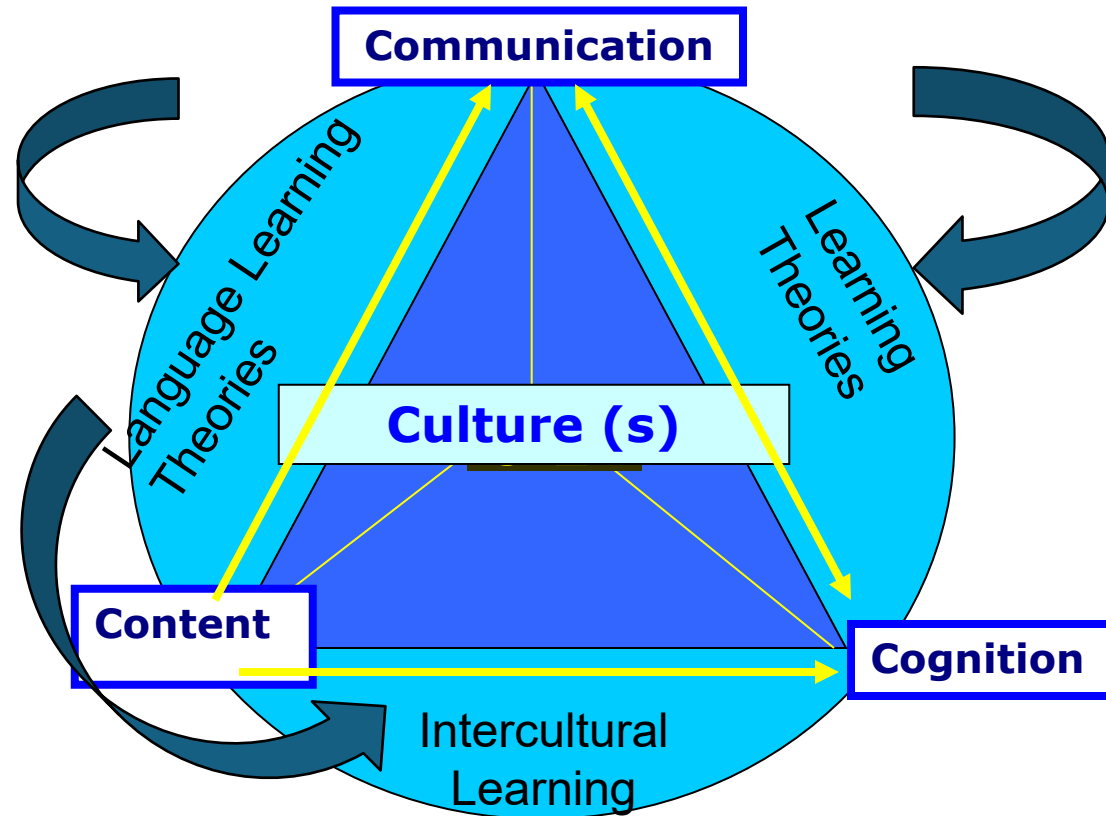 Communication
Language Learning
Theories
Learning
Theories
Culture (s)
Content
Cognition
Intercultural
Learning